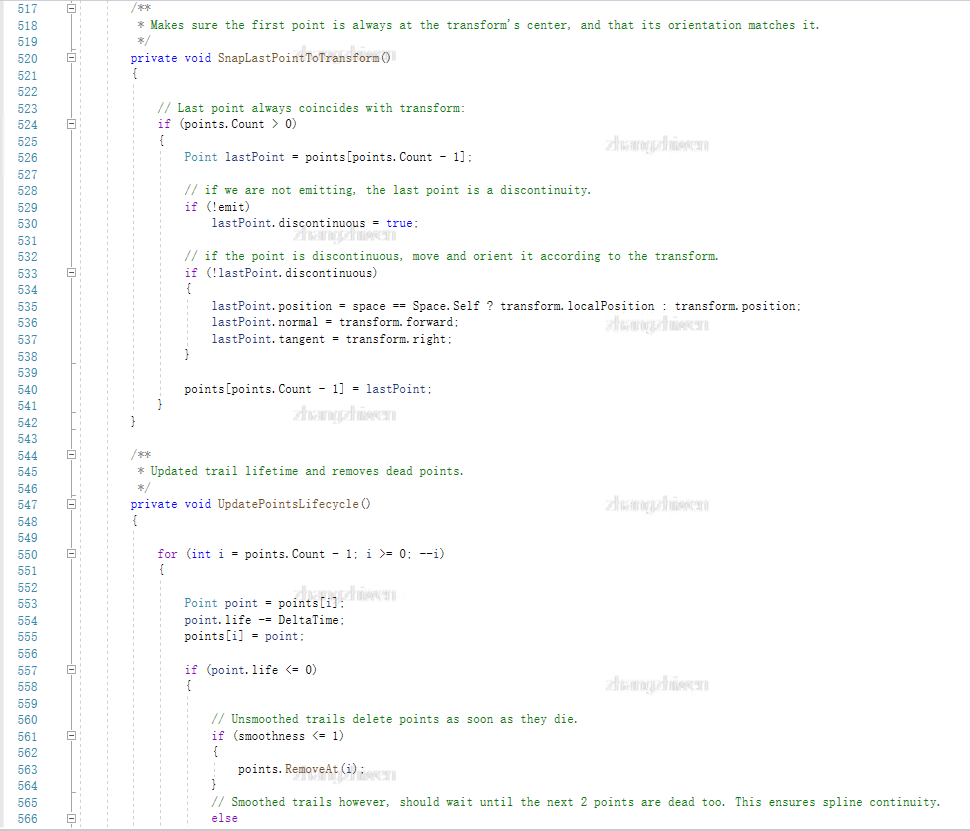 517 /**
518 * Makes sure the first point is always at the transform's center, and that its orientation matches it.
519 */
520 private void SnapLastPointToTransform()
521 {
522
523 // Last point always coincides with transform:
524 if (points.Count > 0)
525 {
526 Point lastPoint = points[points.Count - 1];
527
528 // if we are not emitting, the last point is a discontinuity.
529 if (!emit)
530 lastPoint.discontinuous = true;
531
532 // if the point is discontinuous, move and orient it according to the transform.
533 if (!lastPoint.discontinuous)
534 {
535 lastPoint.position = space == Space.Self ? transform.localPosition : transform.position;
536 lastPoint.normal = transform.forward;
537 lastPoint.tangent = transform.right;
538 }
539
540 points[points.Count - 1] = lastPoint;
541 }
542 }
543
544 /**
545 * Updated trail lifetime and removes dead points.
546 */
547 private void UpdatePointsLifecycle()
548 {
549
550 for (int i = points.Count - 1; i >= 0; --i)
551 {
552
553 Point point = points[i];
554 point.life -= DeltaTime;
555 points[i] = point;
556
557 if (point.life <= 0)
558 {
559
560 // Unsmoothed trails delete points as soon as they die.
561 if (smoothness <= 1)
562 {
563 points.RemoveAt(i);
564 }
565 // Smoothed trails however, should wait until the next 2 points are dead too. This ensures spline continuity.
566 else
zhangzhiwen
zhangzhiwen
zhangzhiwen
zhangzhiwen
zhangzhiwen
zhangzhiwen
zhangzhiwen
zhangzhiwen
zhangzhiwen